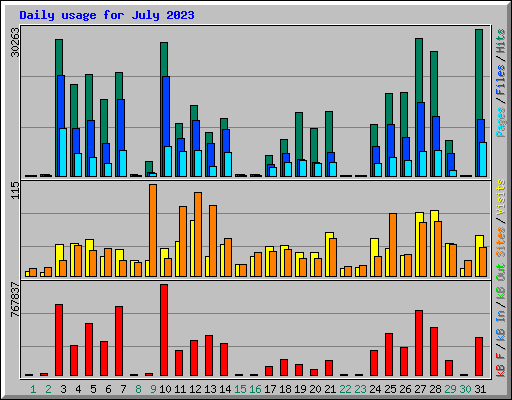 Daily usage for July 2023
30263
Pages / Files / Hits
115
Sites / Visits
767837
kB F / kB In / kB Out
1 2 3 4 5 6 7 8 9 10 11 12 13 14 15 16 17 18 19 20 21 22 23 24 25 26 27 28 29 30 31